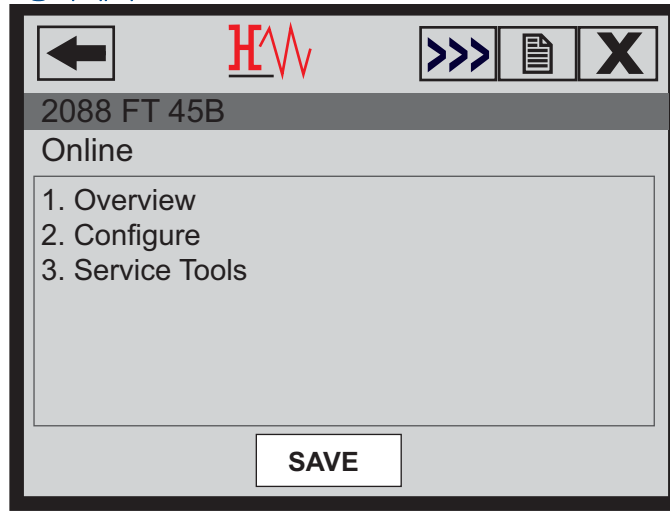 >>> X
2088 FT 45B
Online
1. Overview
2. Configure
3. Service Tools
SAVE